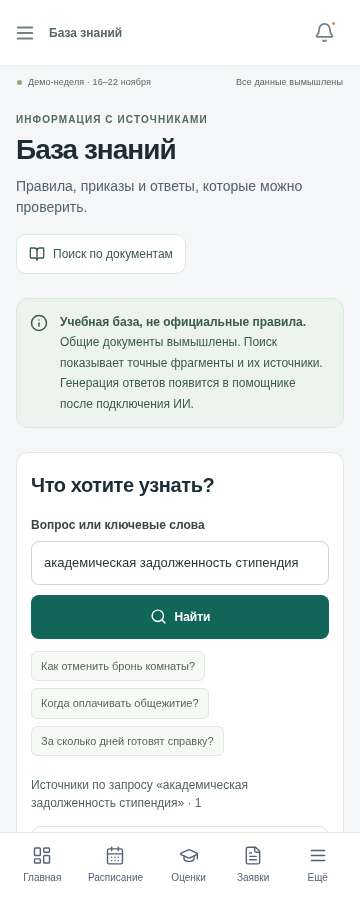 База знаний
Демо-неделя · 16–22 ноября
Все данные вымышлены
ИНФОРМАЦИЯ С ИСТОЧНИКАМИ
База знаний
Правила, приказы и ответы, которые можно
проверить.
Поиск по документам
Учебная база, не официальные правила.
Общие документы вымышлены. Поиск
показывает точные фрагменты и их источники.
Генерация ответов появится в помощнике
после подключения ИИ.
Что хотите узнать?
Вопрос или ключевые слова
академическая задолженность стипендия
Найти
Как отменить бронь комнаты?
Когда оплачивать общежитие?
За сколько дней готовят справку?
Источники по запросу «академическая
задолженность стипендия» · 1
Главная
Расписание
Оценки
Заявки
Ещё